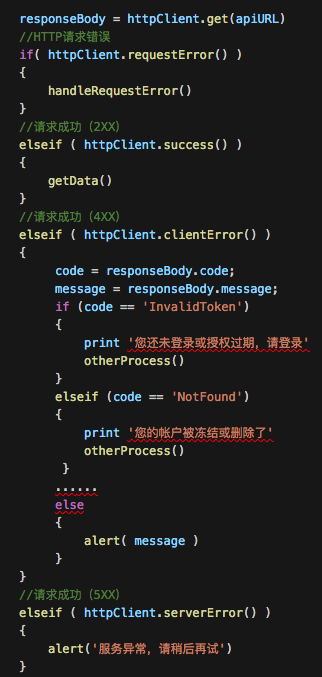 responseBody = httpClient.get(apiURL)
//HTTP请求错误
if( httpClient.requestError() )
{
    handleRequestError()
}
//请求成功（2XX）
elseif ( httpClient.success() )
{
    getData()
}
//请求成功（4XX）
elseif ( httpClient.clientError() )
{
     code = responseBody.code;
     message = responseBody.message;
     if (code == 'InvalidToken')
     {
         print '您还未登录或授权过期，请登录'
         otherProcess()
     }
     elseif (code == 'NotFound')
     {
         print '您的帐户被冻结或删除了'
         otherProcess()
      }
     ......
     else
     {
         alert( message )
     }
}
//请求成功（5XX）
elseif ( httpClient.serverError() )
{
    alert('服务异常，请稍后再试')
}